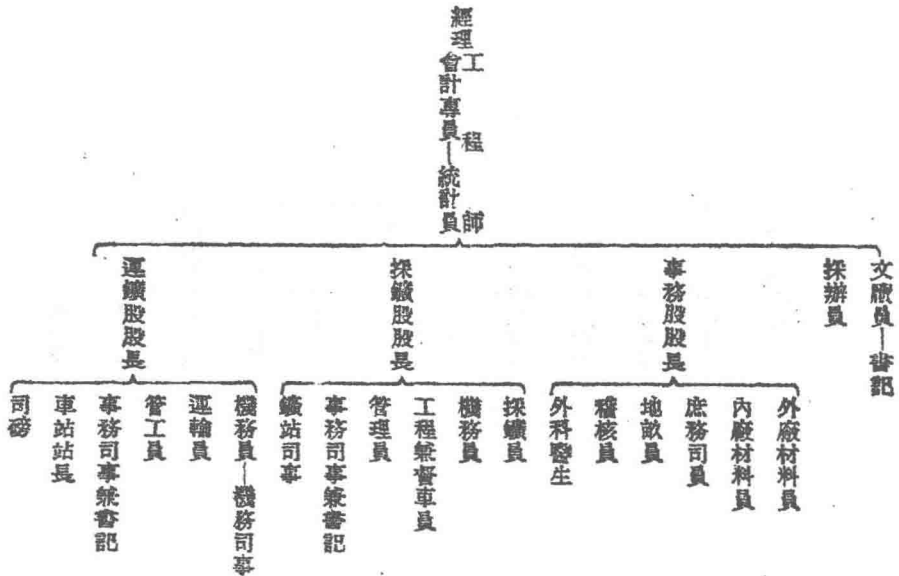 經理
工程師
會計專員—統計員
文牘員—書記
採辦員
事務股股長
外廠材料員
內廠材料員
庶務司員
地畝員
稽核員
外科醫生
採鑛股股長
採鑛員
機務員
工程兼督車員
管理員
事務司事兼書記
鑛站司事
運鑛股股長
機務員—機務司事
運輸員
管工員
事務司事兼書記
車站站長
司磅